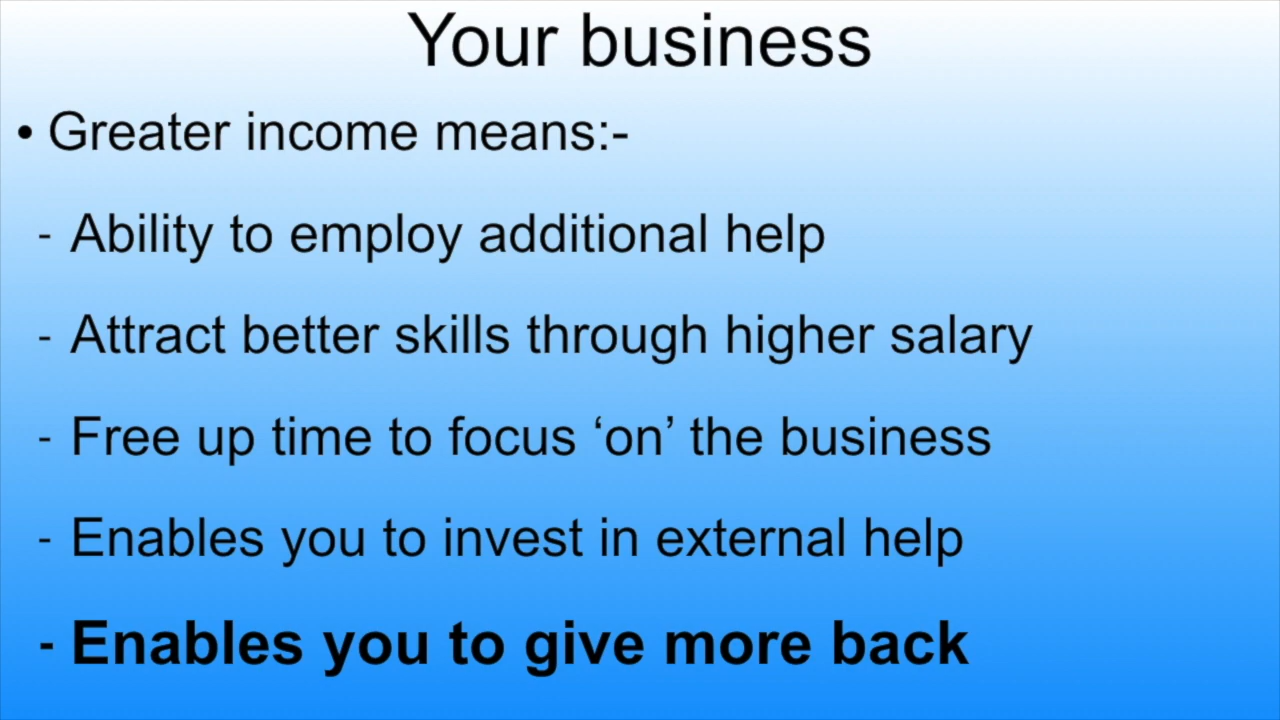 Your business
• Greater income means:-
- Ability to employ additional help
- Attract better skills through higher salary
- Free up time to focus ‘on’ the business
- Enables you to invest in external help
- Enables you to give more back